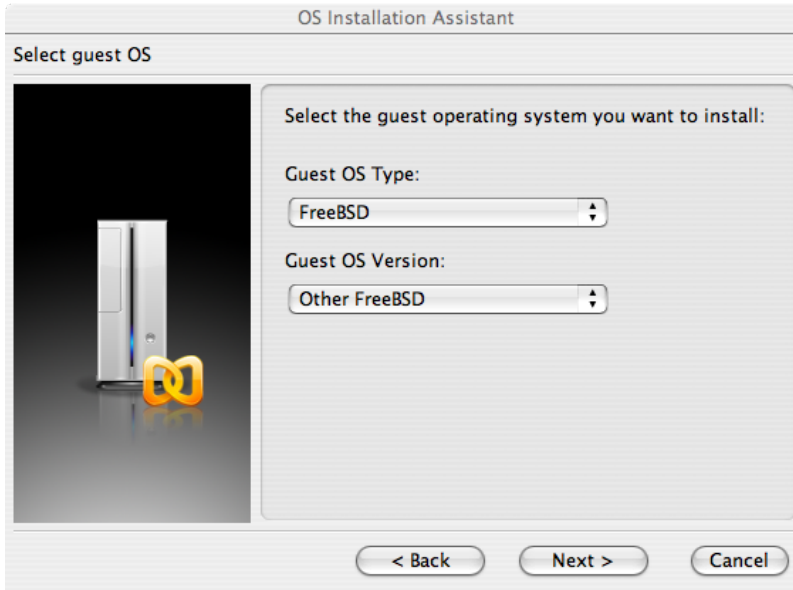 OS Installation Assistant
Select guest OS
Select the guest operating system you want to install:
Guest OS Type:
FreeBSD
Guest OS Version:
Other FreeBSD
< Back
Next >
Cancel